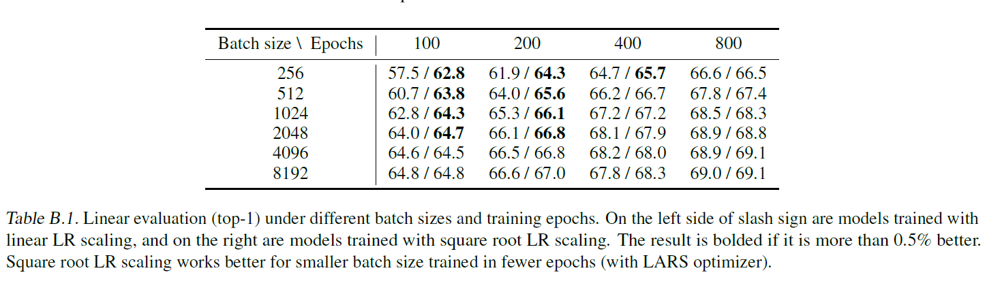 Batch size \ Epochs 100 200 400 800
256 57.5 / 62.8 61.9 / 64.3 64.7 / 65.7 66.6 / 66.5
512 60.7 / 63.8 64.0 / 65.6 66.2 / 66.7 67.8 / 67.4
1024 62.8 / 64.3 65.3 / 66.1 67.2 / 67.2 68.5 / 68.3
2048 64.0 / 64.7 66.1 / 66.8 68.1 / 67.9 68.9 / 68.8
4096 64.6 / 64.5 66.5 / 66.8 68.2 / 68.0 68.9 / 69.1
8192 64.8 / 64.8 66.6 / 67.0 67.8 / 68.3 69.0 / 69.1
Table B.1. Linear evaluation (top-1) under different batch sizes and training epochs. On the left side of slash sign are models trained with
linear LR scaling, and on the right are models trained with square root LR scaling. The result is bolded if it is more than 0.5% better.
Square root LR scaling works better for smaller batch size trained in fewer epochs (with LARS optimizer).